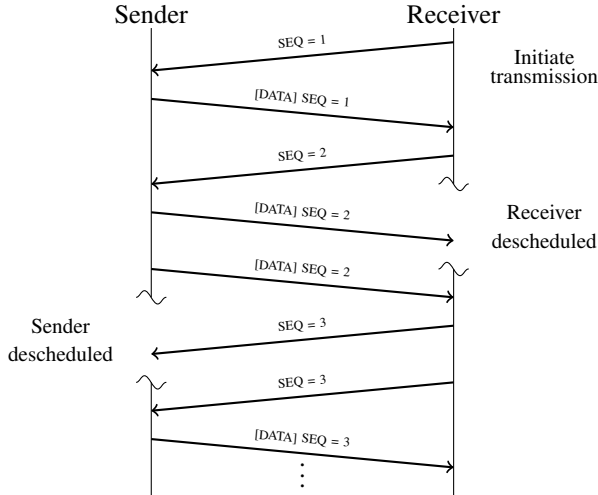 Sender
Receiver
SEQ = 1
Initiate
transmission
[DATA] SEQ = 1
SEQ = 2
[DATA] SEQ = 2
Receiver
descheduled
[DATA] SEQ = 2
Sender
descheduled
SEQ = 3
SEQ = 3
[DATA] SEQ = 3